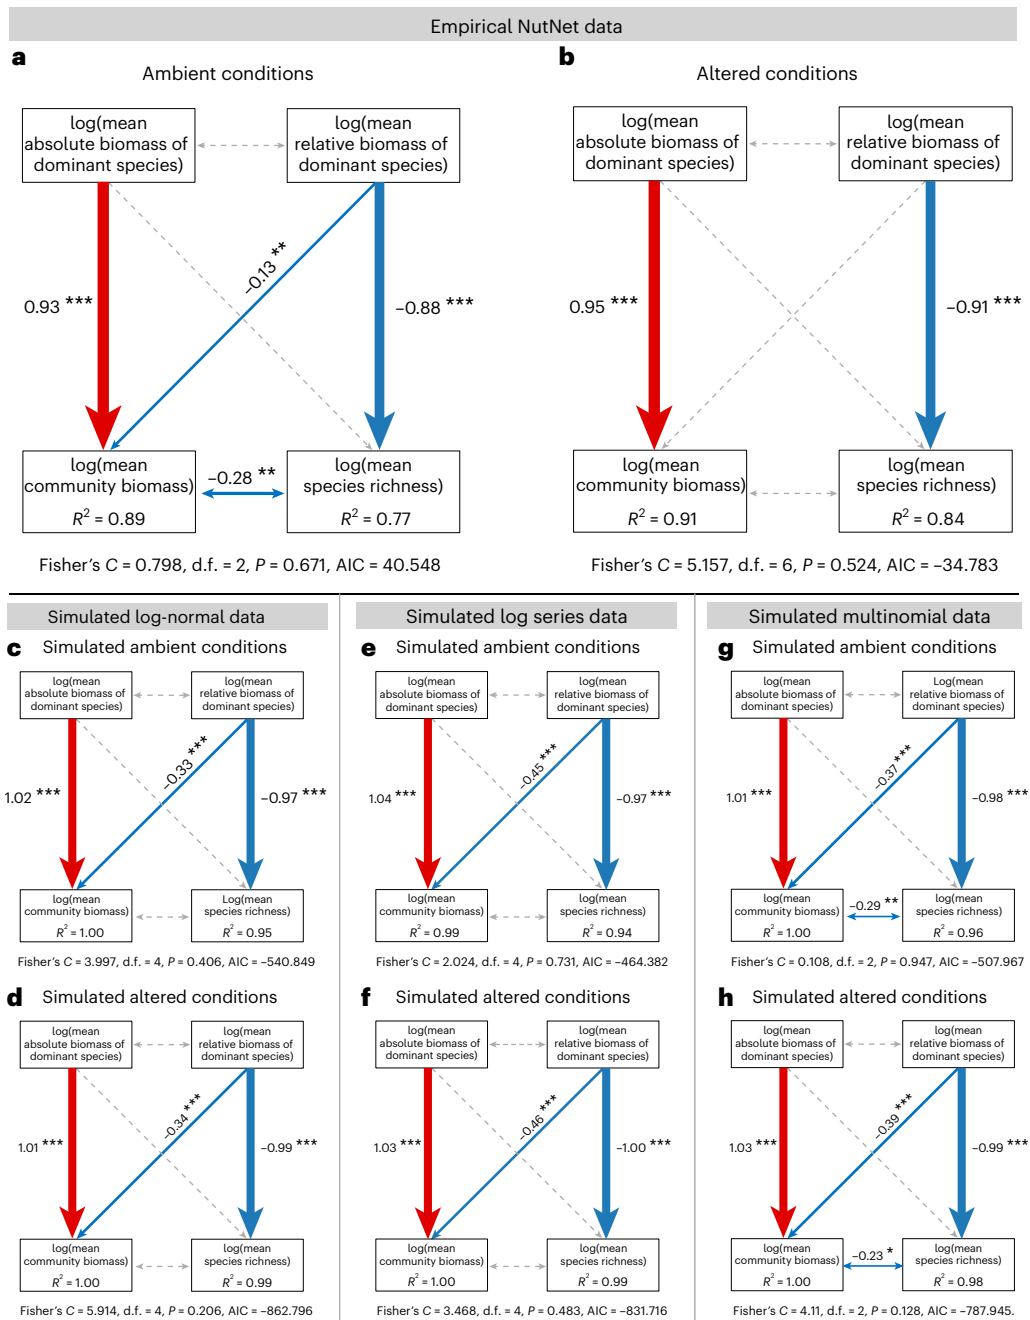 Empirical NutNet data
a
Ambient conditions
log(mean
absolute biomass of
dominant species)
log(mean
relative biomass of
dominant species)
0.93 ***
−0.13 **
−0.88 ***
log(mean
community biomass)
R² = 0.89
−0.28 **
log(mean
species richness)
R² = 0.77
Fisher's C = 0.798, d.f. = 2, P = 0.671, AIC = 40.548
b
Altered conditions
log(mean
absolute biomass of
dominant species)
log(mean
relative biomass of
dominant species)
0.95 ***
−0.91 ***
log(mean
community biomass)
R² = 0.91
log(mean
species richness)
R² = 0.84
Fisher's C = 5.157, d.f. = 6, P = 0.524, AIC = −34.783
Simulated log-normal data
c
Simulated ambient conditions
log(mean
absolute biomass of
dominant species)
log(mean
relative biomass of
dominant species)
1.02 ***
−0.33 ***
−0.97 ***
log(mean
community biomass)
R² = 1.00
Log(mean
species richness)
R² = 0.95
Fisher's C = 3.997, d.f. = 4, P = 0.406, AIC = −540.849
d
Simulated altered conditions
log(mean
absolute biomass of
dominant species)
log(mean
relative biomass of
dominant species)
1.01 ***
−0.34 ***
−0.99 ***
log(mean
community biomass)
R² = 1.00
log(mean
species richness)
R² = 0.99
Fisher's C = 5.914, d.f. = 4, P = 0.206, AIC = −862.796
Simulated log series data
e
Simulated ambient conditions
log(mean
absolute biomass of
dominant species)
log(mean
relative biomass of
dominant species)
1.04 ***
−0.45 ***
−0.97 ***
log(mean
community biomass)
R² = 0.99
log(mean
species richness)
R² = 0.94
Fisher's C = 2.024, d.f. = 4, P = 0.731, AIC = −464.382
f
Simulated altered conditions
log(mean
absolute biomass of
dominant species)
log(mean
relative biomass of
dominant species)
1.03 ***
−0.46 ***
−1.00 ***
log(mean
community biomass)
R² = 1.00
log(mean
species richness)
R² = 0.99
Fisher's C = 3.468, d.f. = 4, P = 0.483, AIC = −831.716
Simulated multinomial data
g
Simulated ambient conditions
log(mean
absolute biomass of
dominant species)
Log(mean
relative biomass of
dominant species)
1.01 ***
−0.37 ***
−0.98 ***
log(mean
community biomass)
R² = 1.00
−0.29 **
log(mean
species richness)
R² = 0.96
Fisher's C = 0.108, d.f. = 2, P = 0.947, AIC = −507.967
h
Simulated altered conditions
log(mean
absolute biomass of
dominant species)
log(mean
relative biomass of
dominant species)
1.03 ***
−0.39 ***
−0.99 ***
log(mean
community biomass)
R² = 1.00
−0.23 *
log(mean
species richness)
R² = 0.98
Fisher's C = 4.11, d.f. = 2, P = 0.128, AIC = −787.945.